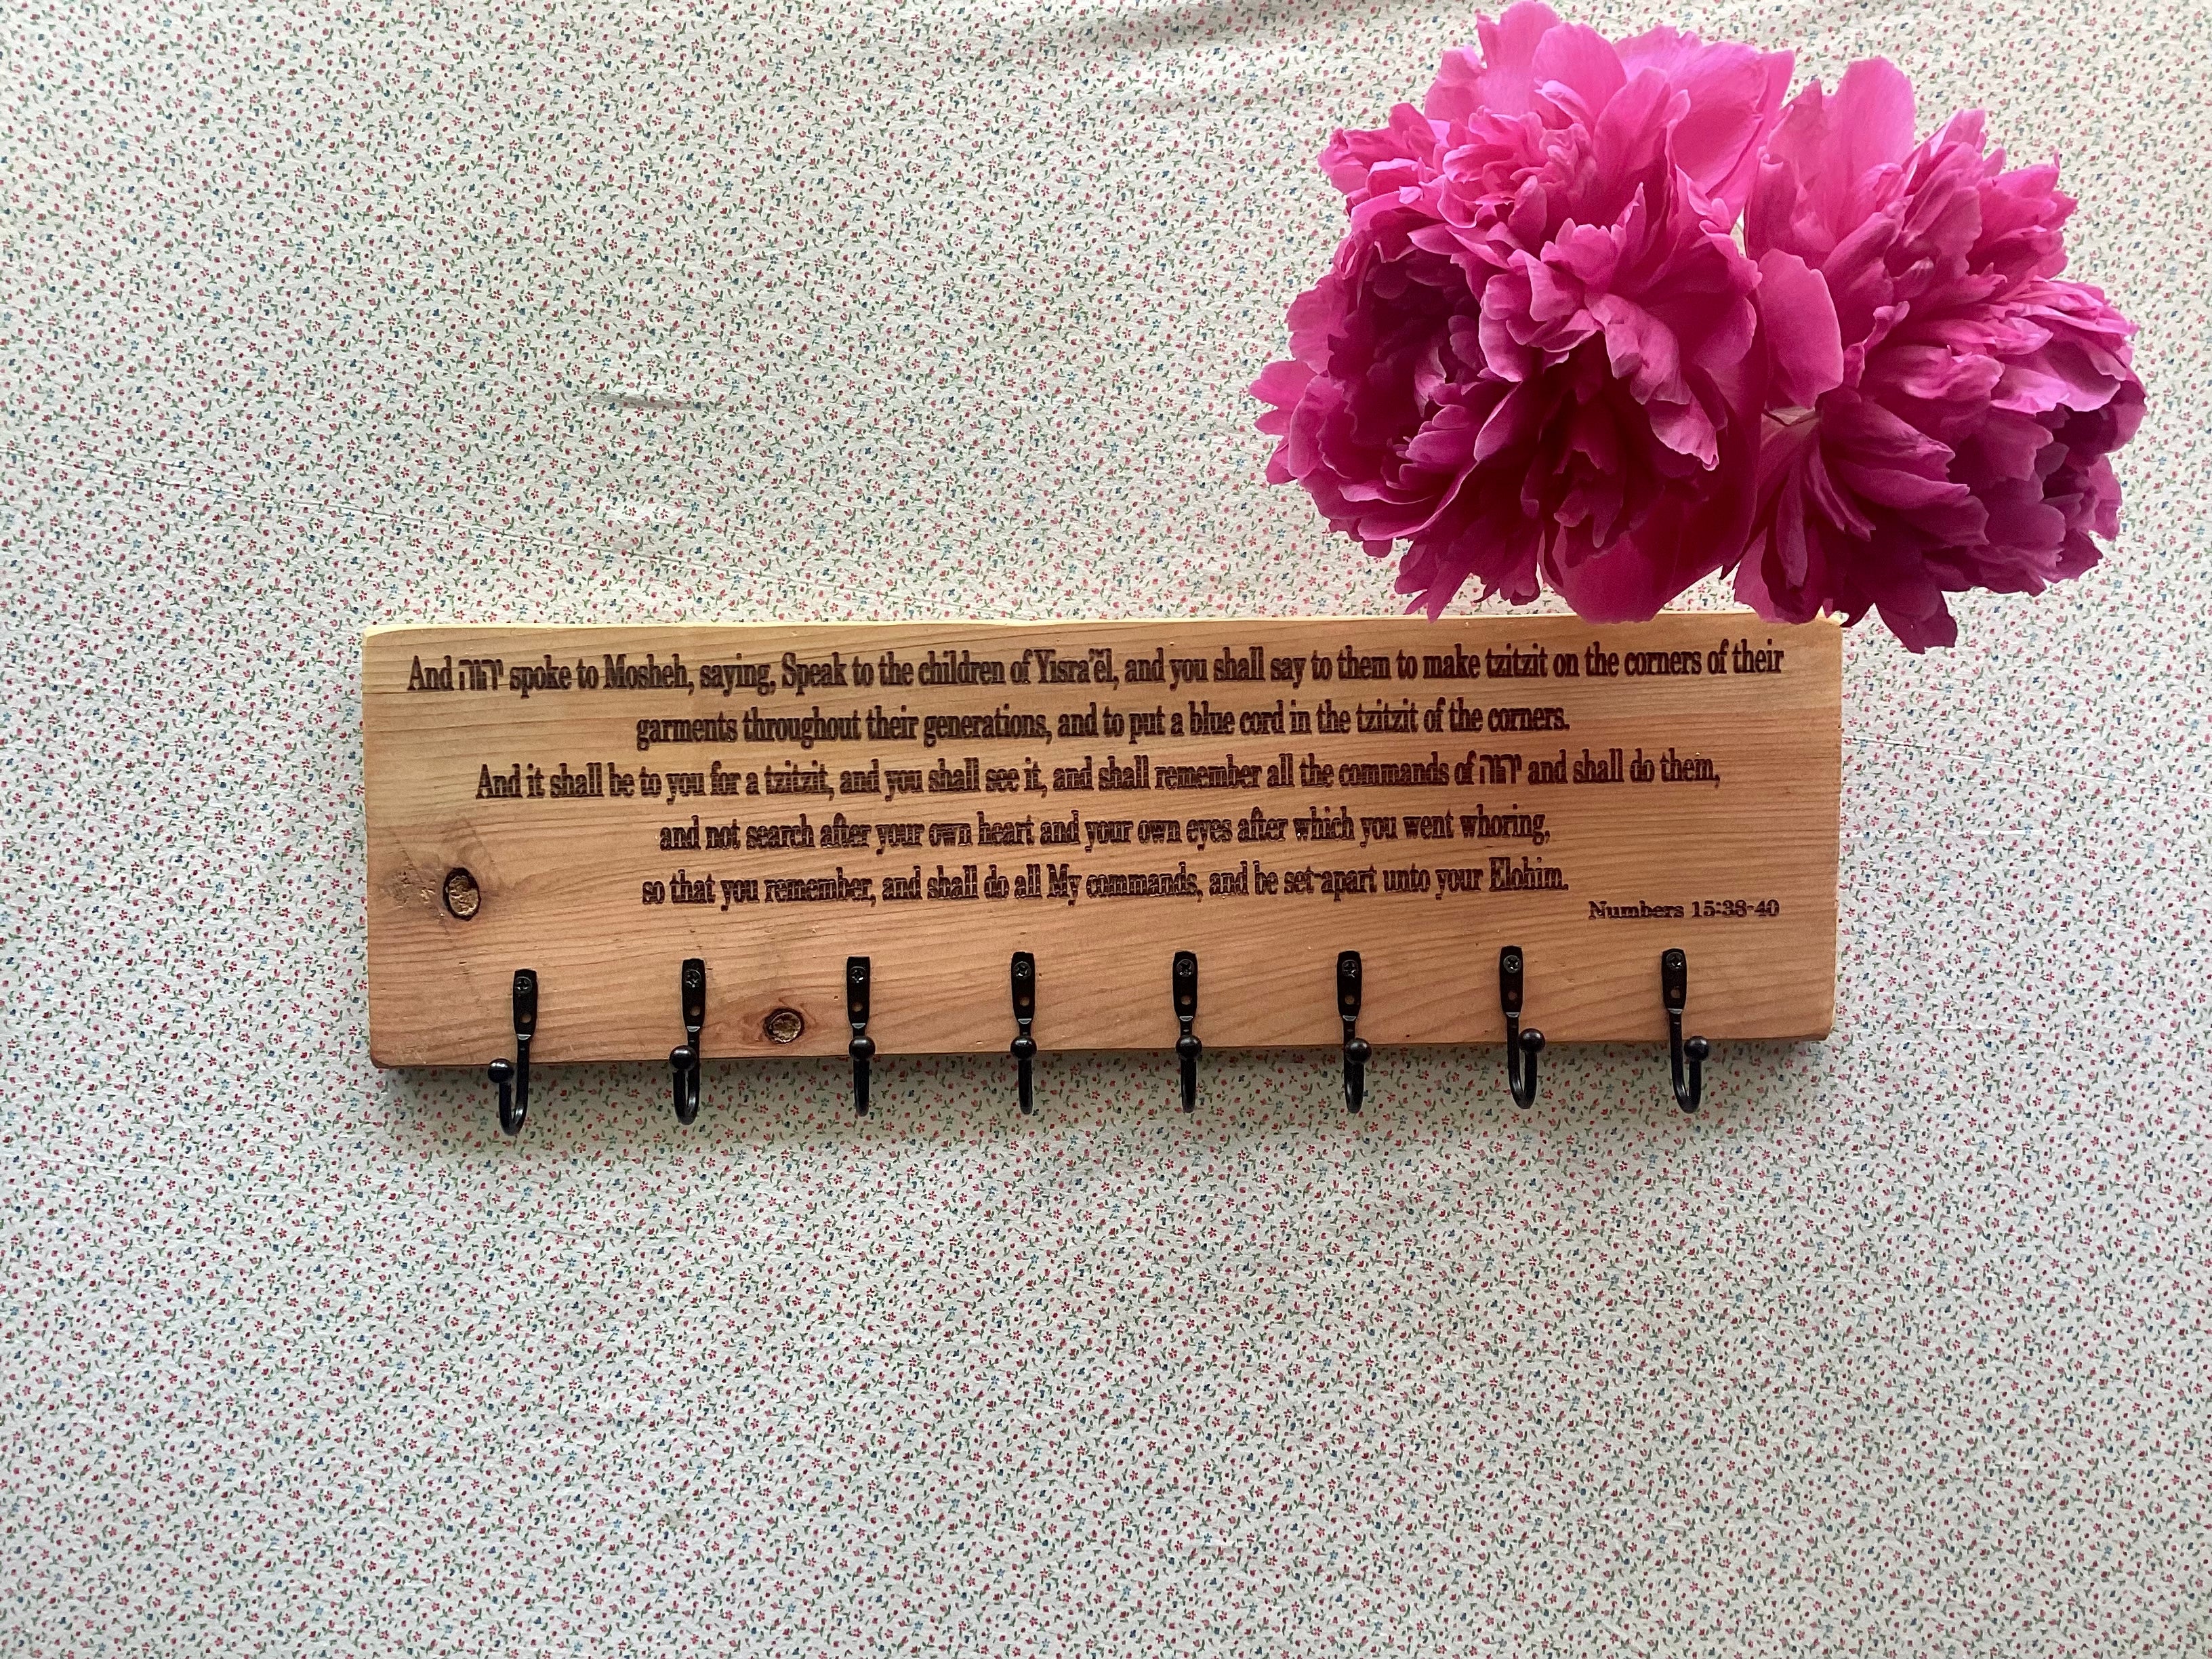 And יהוה spoke to Mosheh, saying, Speak to the children of Yisra'ĕl, and you shall say to them to make tzitzit on the corners of their
garments throughout their generations, and to put a blue cord in the tzitzit of the corners.
And it shall be to you for a tzitzit, and you shall see it, and shall remember all the commands of יהוה and shall do them,
and not search after your own heart and your own eyes after which you went whoring,
so that you remember, and shall do all My commands, and be set-apart unto your Elohim.
Numbers 15:38-40